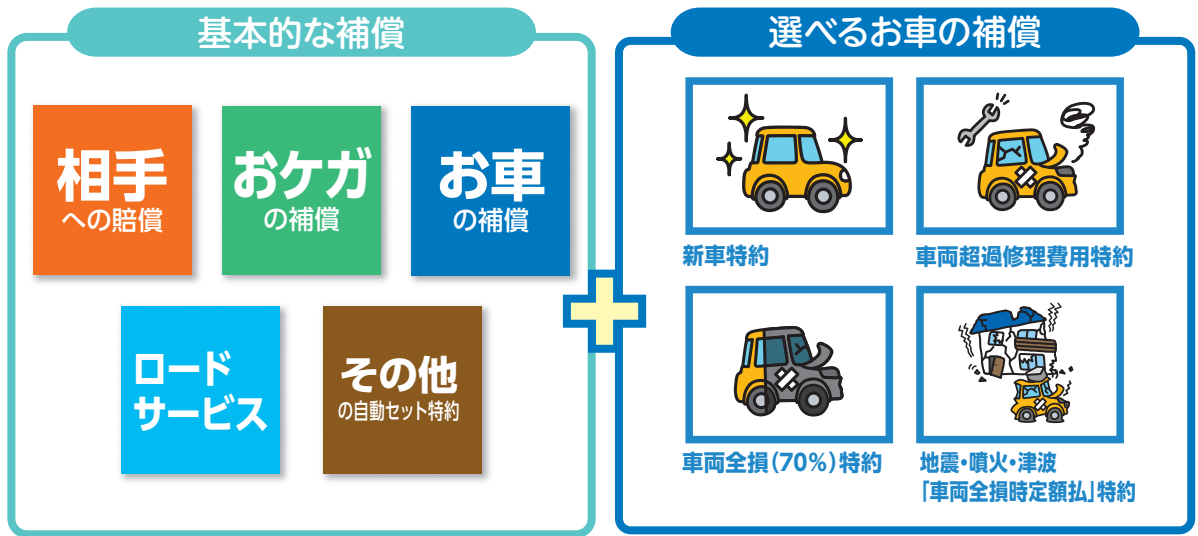 基本的な補償
相手
への賠償
おケガ
の補償
お車
の補償
ロード
サービス
その他
の自動セット特約
選べるお車の補償
新車特約
車両超過修理費用特約
車両全損(70%)特約
地震・噴火・津波
「車両全損時定額払」特約